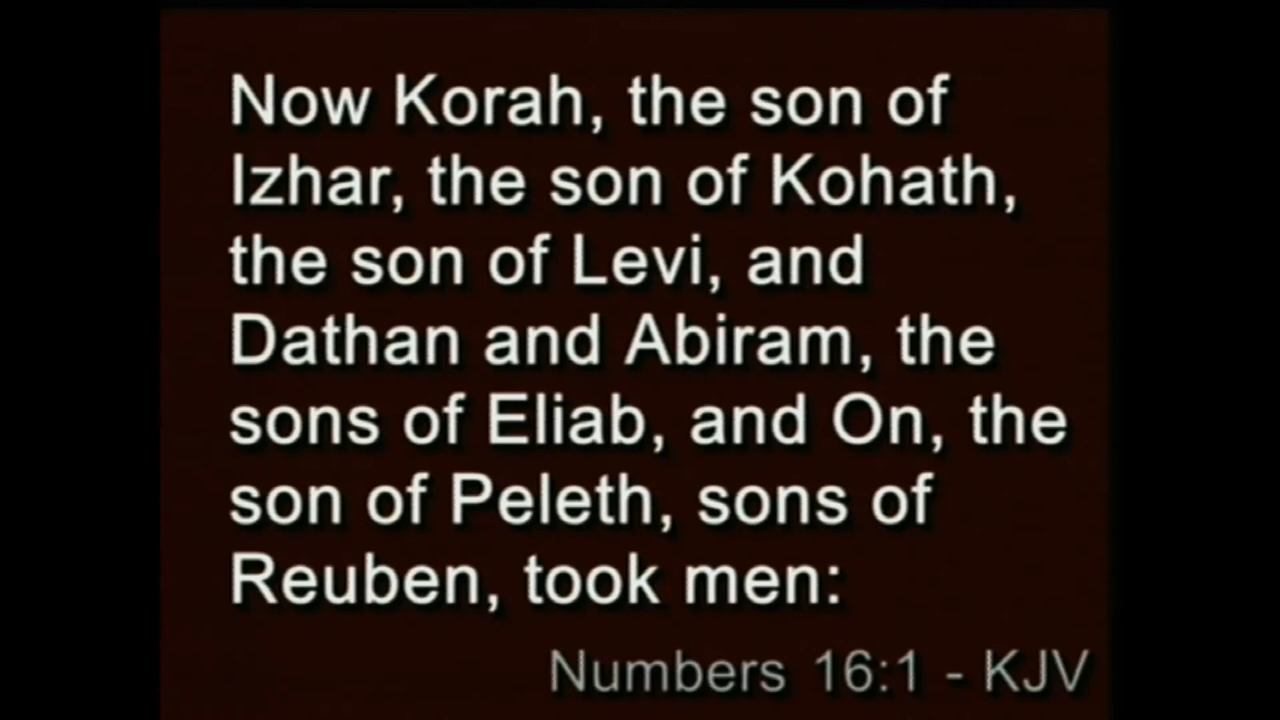 Now Korah, the son of
Izhar, the son of Kohath,
the son of Levi, and
Dathan and Abiram, the
sons of Eliab, and On, the
son of Peleth, sons of
Reuben, took men:
Numbers 16:1 - KJV